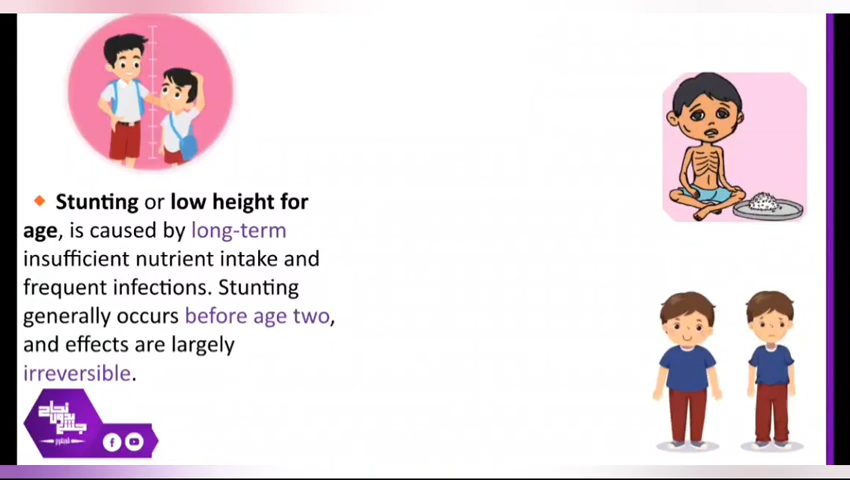 🔸 Stunting or low height for
age, is caused by long-term
insufficient nutrient intake and
frequent infections. Stunting
generally occurs before age two,
and effects are largely
irreversible.